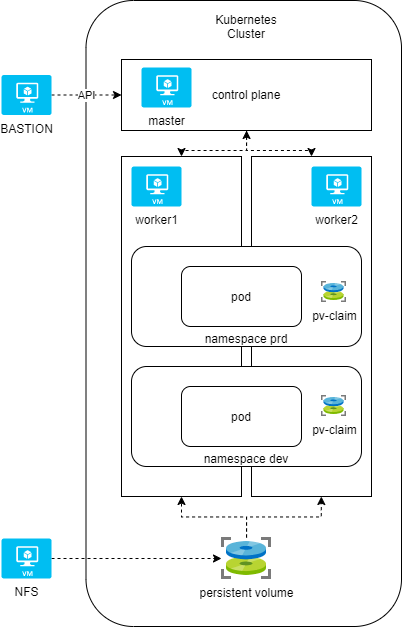 Kubernetes
Cluster
VM
control plane
master
VM
API
BASTION
VM
VM
worker1
worker2
pod
pv-claim
namespace prd
pod
pv-claim
namespace dev
VM
NFS
persistent volume